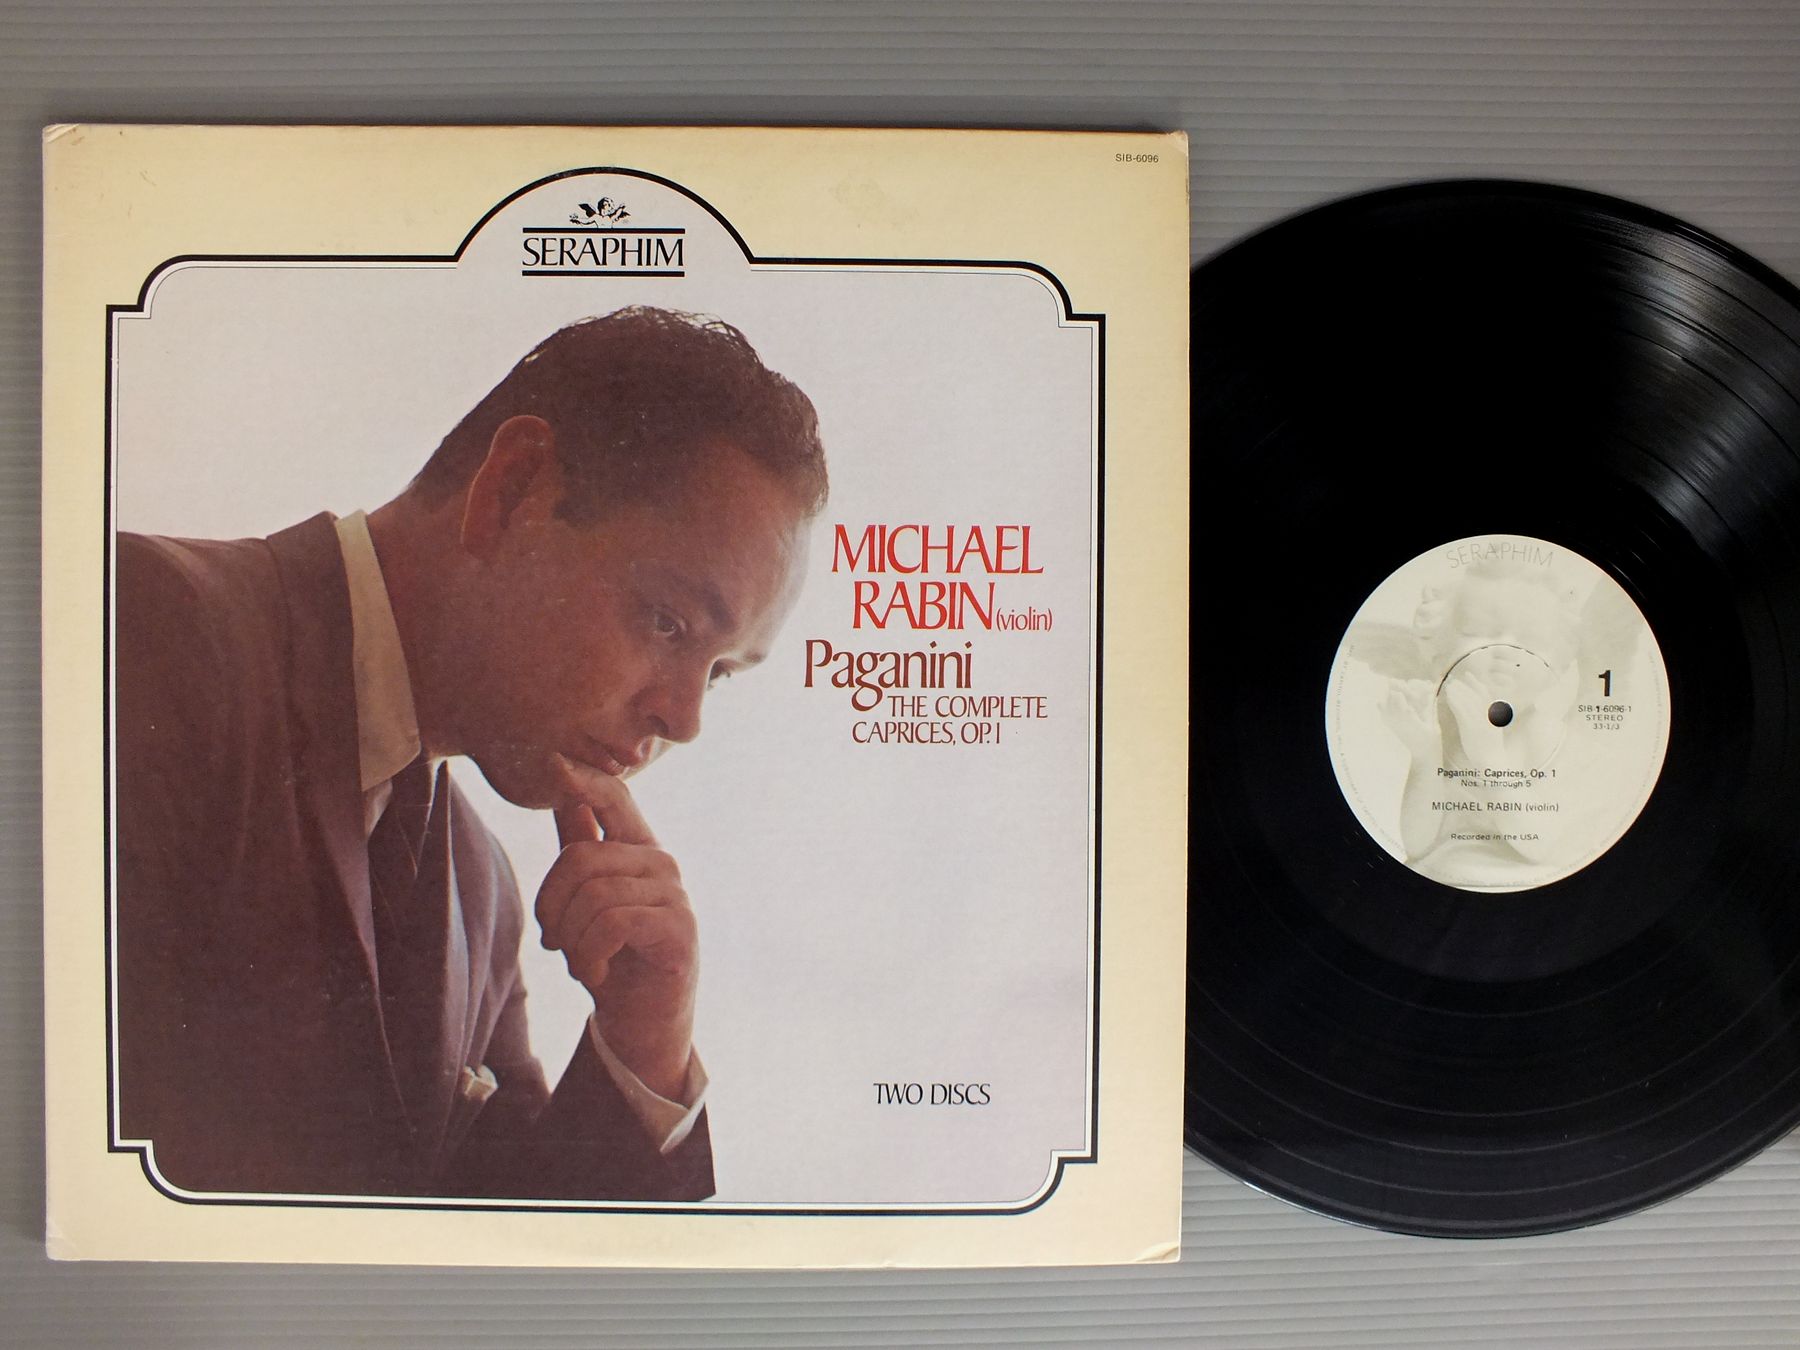 SIB-6096
SERAPHIM
MICHAEL
RABIN (violin)
Paganini
THE COMPLETE
CAPRICES, OP. 1
TWO DISCS
SERAPHIM
1
SIB-1-6096-1
STEREO
33-1/3
Paganini: Caprices, Op. 1
Nos. 1 through 5
MICHAEL RABIN (violin)
Recorded in the USA